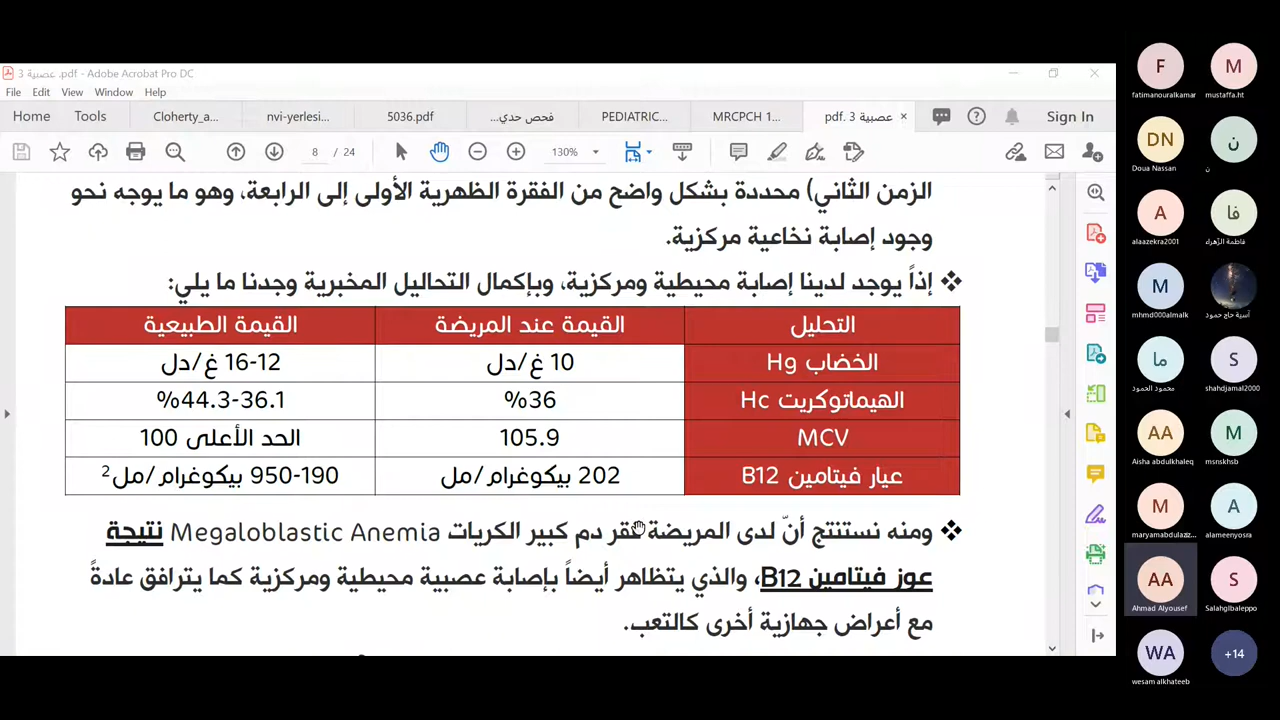 عصبية 3 .pdf - Adobe Acrobat Pro DC
File Edit View Window Help
Home Tools Cloherty_a... nvi-yerlesi... 5036.pdf فحص حدي... PEDIATRIC... MRCPCH 1... عصبية 3 .pdf × Sign In
8 / 24 130%
الزمن الثاني) محددة بشكل واضح من الفقرة الظهرية الأولى إلى الرابعة، وهو ما يوجه نحو
وجود إصابة نخاعية مركزية.
❖ إذاً يوجد لدينا إصابة محيطية ومركزية، وبإكمال التحاليل المخبرية وجدنا ما يلي:
التحليل القيمة عند المريضة القيمة الطبيعية
الخضاب Hg 10 غ/دل 12-16 غ/دل
الهيماتوكريت Hc 36% 36.1-44.3%
MCV 105.9 الحد الأعلى 100
عيار فيتامين B12 202 بيكوغرام/مل 190-950 بيكوغرام/مل2
❖ ومنه نستنتج أنّ لدى المريضة فقر دم كبير الكريات Megaloblastic Anemia نتيجة
عوز فيتامين B12، والذي يتظاهر أيضاً بإصابة عصبية محيطية ومركزية كما يترافق عادةً
مع أعراض جهازية أخرى كالتعب.
F M
fatimanouralkamar mustaffa.ht
DN ن
Doua Nassan ن
A فا
alaazekra2001 فاطمة الزّهراء
M
mhmd000almalk آسية حاج حمود
ما S
محمود الحمود shahdjamal2000
AA M
Aisha abdulkhaleq msnskhsb
M A
maryamabdulazz... alameenyosra
AA S
Ahmad Alyousef Salahglbaleppo
WA +14
wesam alkhateeb